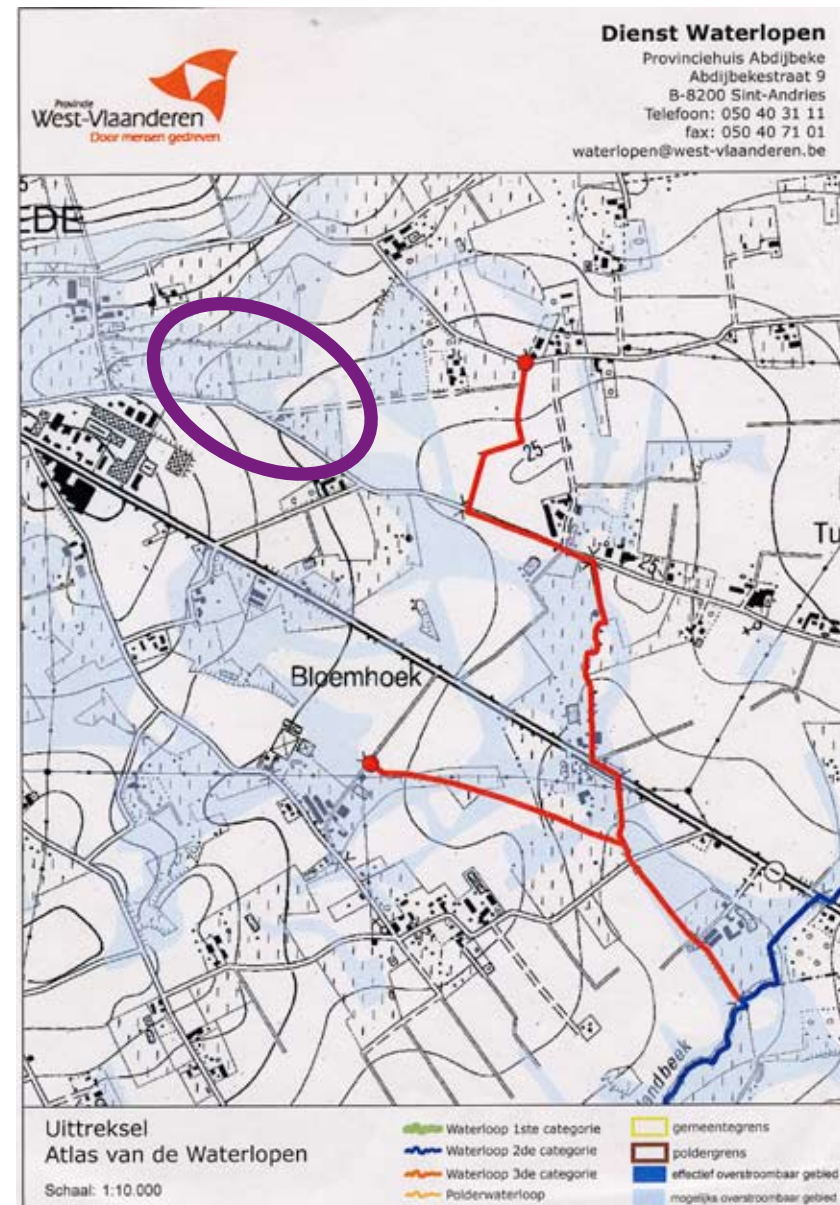 Provincie
West-Vlaanderen
Door mensen gedreven
Dienst Waterlopen
Provinciehuis Abdijbeke
Abdijbekestraat 9
B-8200 Sint-Andries
Telefoon: 050 40 31 11
fax: 050 40 71 01
waterlopen@west-vlaanderen.be
EDE
25
25
Tu
Bloemhoek
landbeek
Uittreksel
Atlas van de Waterlopen
Schaal: 1:10.000
Waterloop 1ste categorie
Waterloop 2de categorie
Waterloop 3de categorie
Polderwaterloop
gemeentegrens
poldergrens
effectief overstroombaar gebied
mogelijks overstroombaar gebied